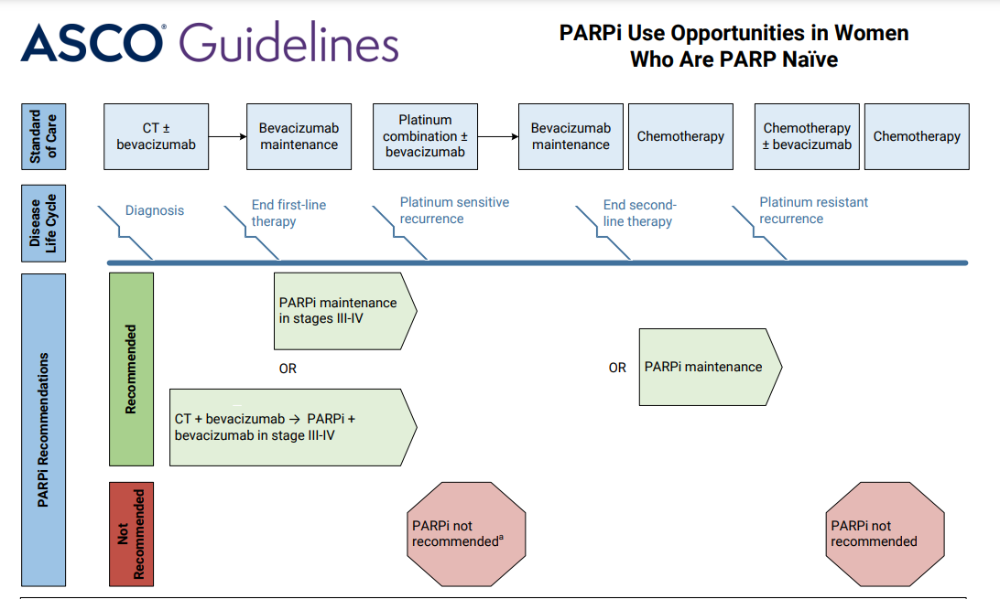 ASCO® Guidelines
PARPi Use Opportunities in Women
Who Are PARP Naïve
Standard
of Care
CT ±
bevacizumab
Bevacizumab
maintenance
Platinum
combination ±
bevacizumab
Bevacizumab
maintenance
Chemotherapy
Chemotherapy
± bevacizumab
Chemotherapy
Disease
Life Cycle
Diagnosis
End first-line
therapy
Platinum sensitive
recurrence
End second-
line therapy
Platinum resistant
recurrence
PARPi Recommendations
Recommended
PARPi maintenance
in stages III-IV
OR
CT + bevacizumab → PARPi +
bevacizumab in stage III-IV
OR
PARPi maintenance
Not
Recommended
PARPi not
recommendedᵃ
PARPi not
recommended